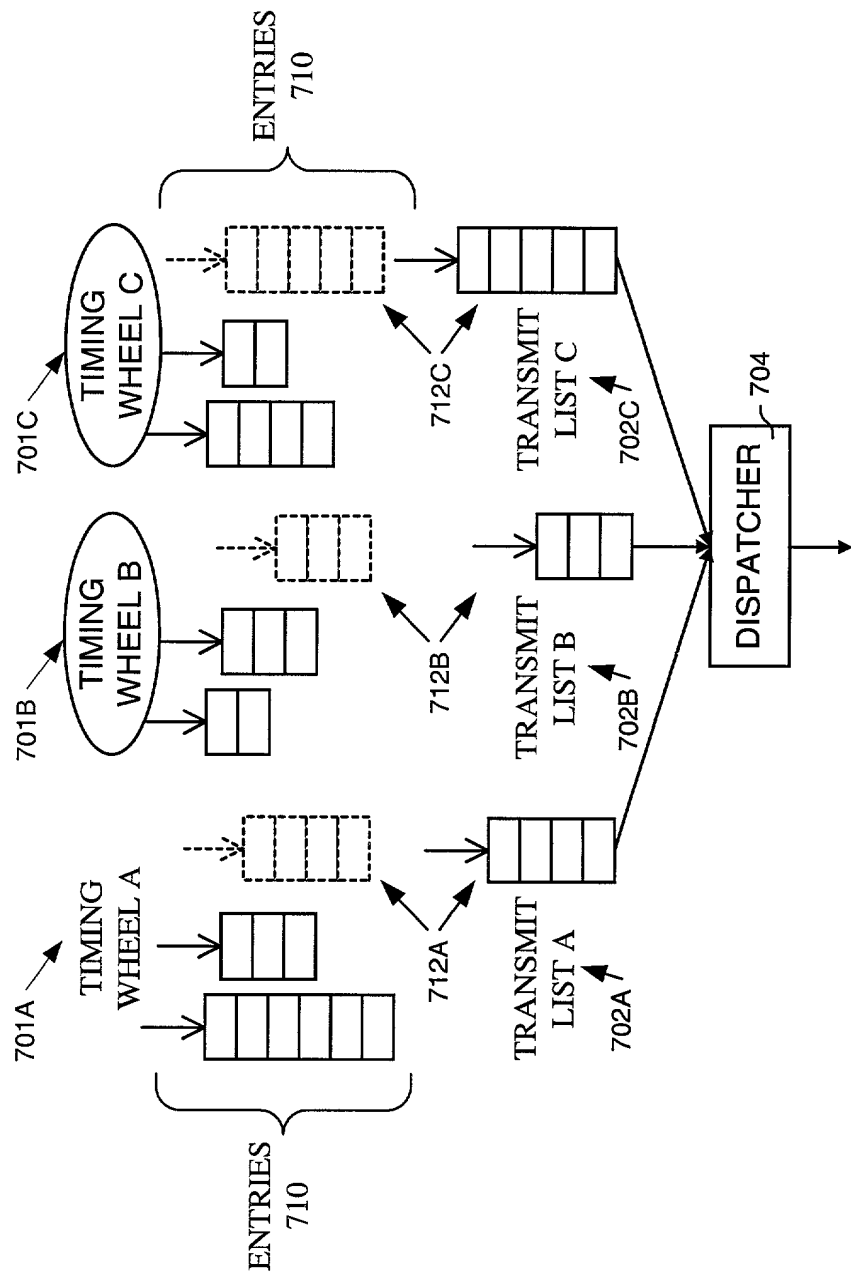 701A
701B
701C
TIMING
WHEEL A
TIMING
WHEEL B
TIMING
WHEEL C
ENTRIES
710
ENTRIES
710
712A
712B
712C
TRANSMIT
LIST A
TRANSMIT
LIST B
TRANSMIT
LIST C
702A
702B
702C
704
DISPATCHER